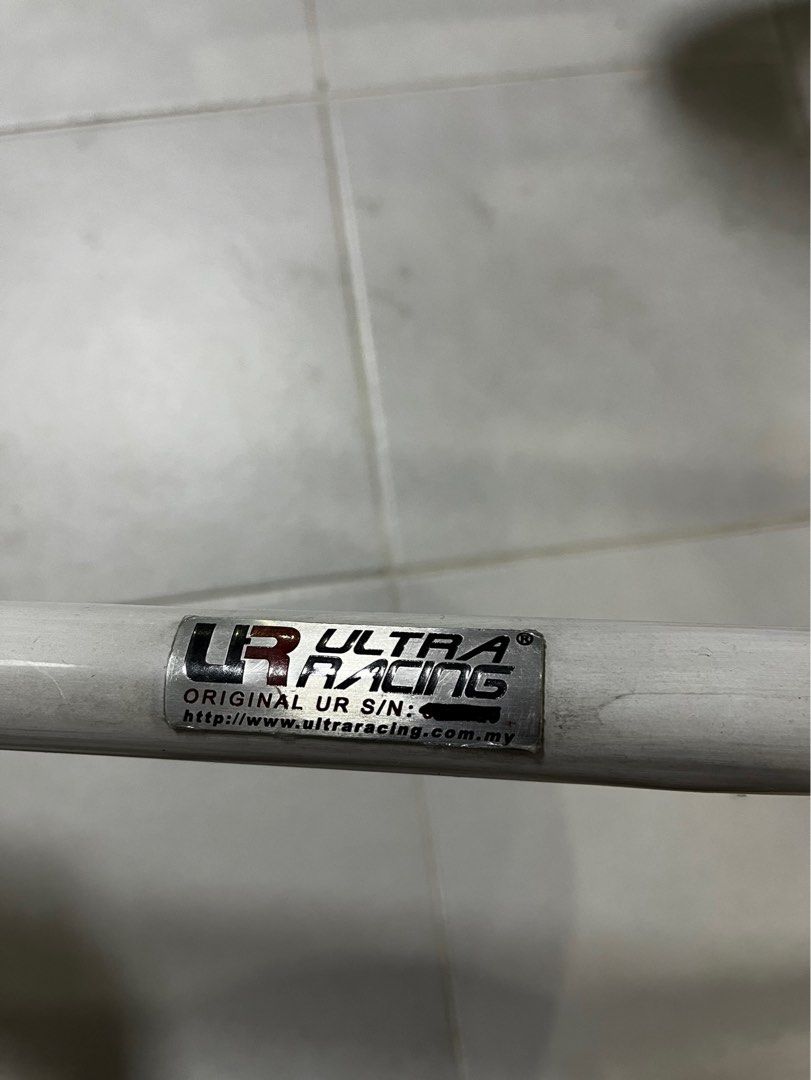 UR ULTRA RACING®
ORIGINAL UR S/N:
http://www.ultraracing.com.my